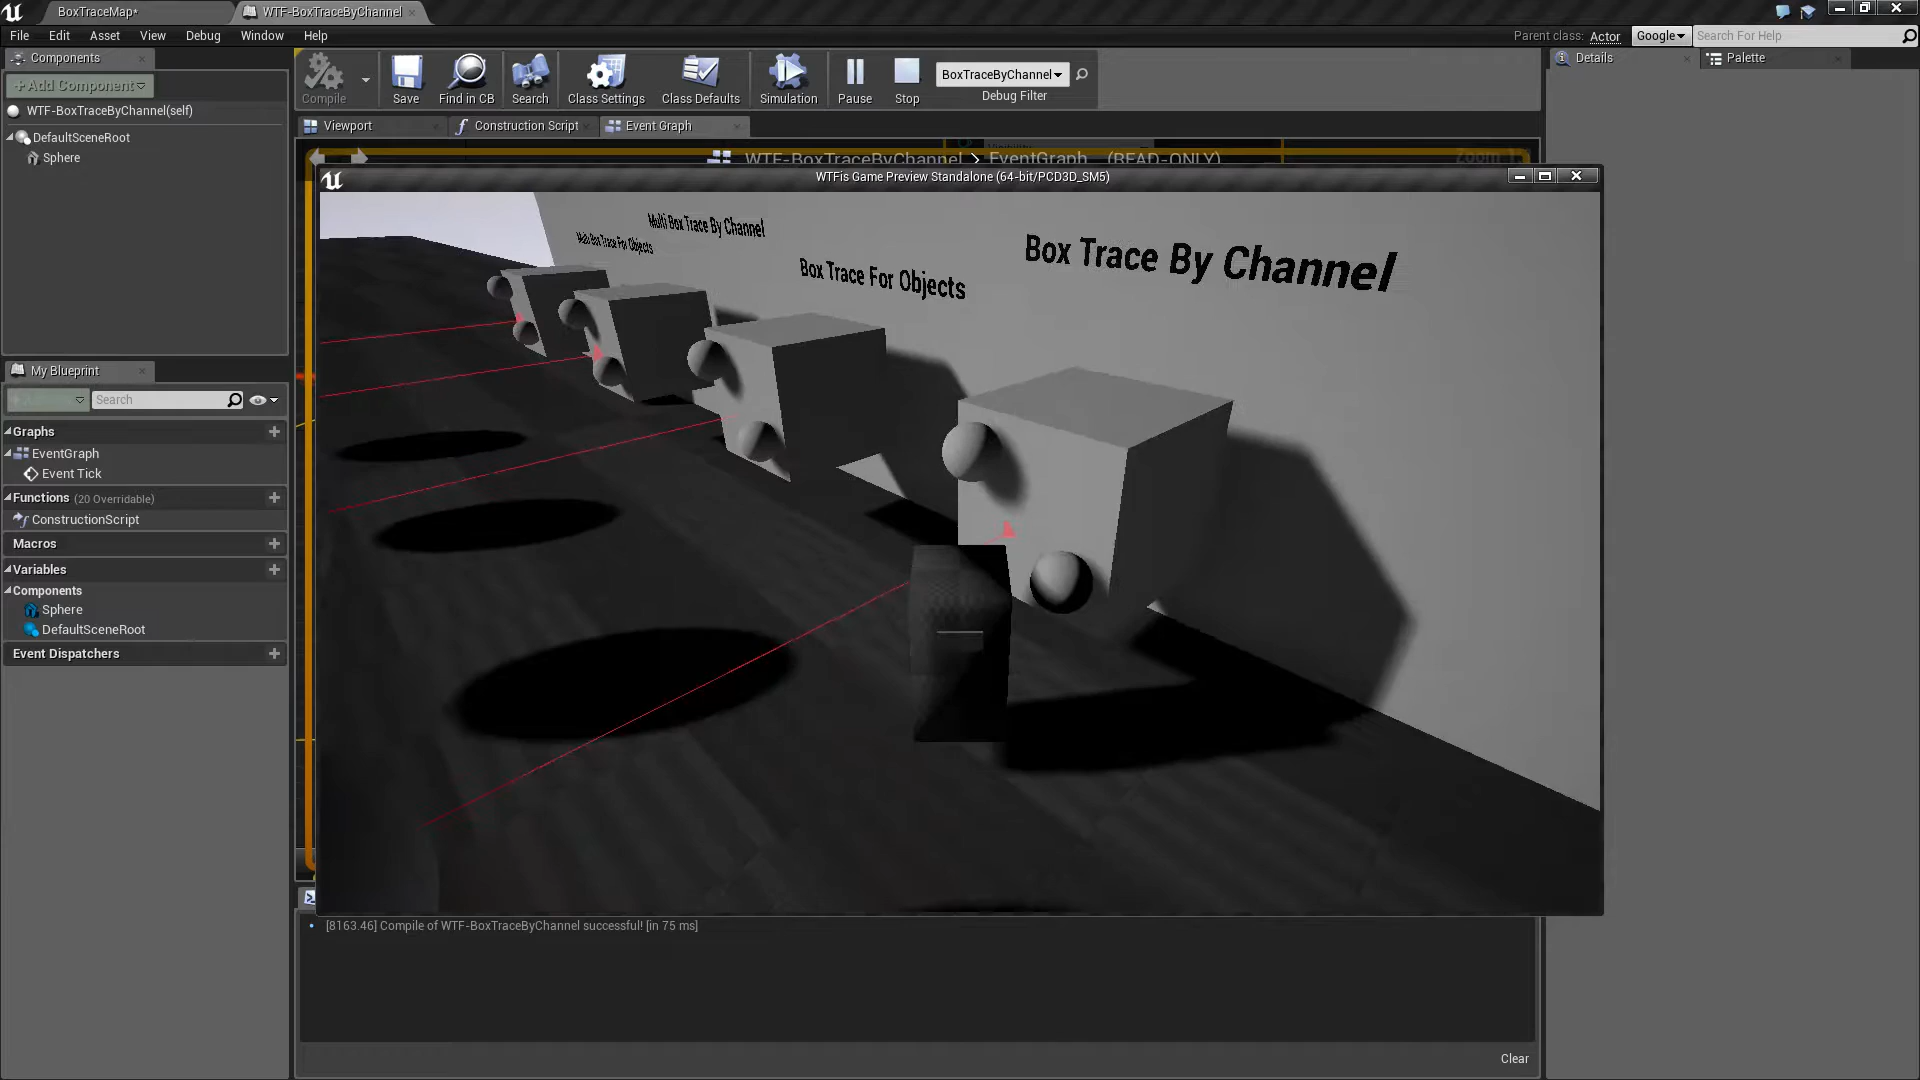 BoxTraceMap*
WTF-BoxTraceByChannel
File Edit Asset View Debug Window Help
Parent class: Actor
Google
Search For Help
Components
+Add Component
WTF-BoxTraceByChannel(self)
DefaultSceneRoot
Sphere
Compile
Save
Find in CB
Search
Class Settings
Class Defaults
Simulation
Pause
Stop
BoxTraceByChannel
Debug Filter
Details
Palette
Viewport
Construction Script
Event Graph
WTF-BoxTraceByChannel > EventGraph (READ-ONLY)
WTFis Game Preview Standalone (64-bit/PCD3D_SM5)
Multi Box Trace For Objects
Multi Box Trace By Channel
Box Trace For Objects
Box Trace By Channel
My Blueprint
Search
Graphs
EventGraph
Event Tick
Functions (20 Overridable)
ConstructionScript
Macros
Variables
Components
Sphere
DefaultSceneRoot
Event Dispatchers
[8163.46] Compile of WTF-BoxTraceByChannel successful! [in 75 ms]
Clear